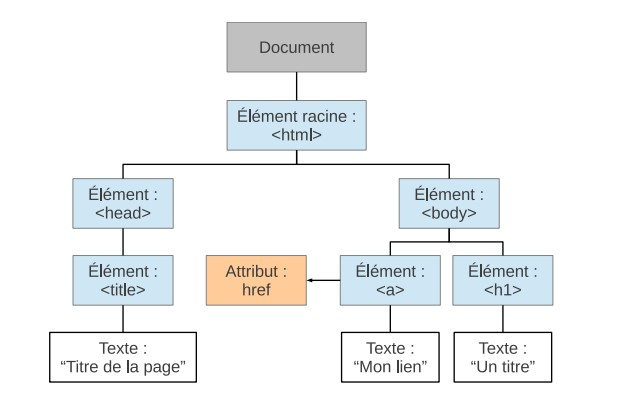 Document
Élément racine :
<html>
Élément :
<head>
Élément :
<body>
Élément :
<title>
Attribut :
href
Élément :
<a>
Élément :
<h1>
Texte :
“Titre de la page”
Texte :
“Mon lien”
Texte :
“Un titre”